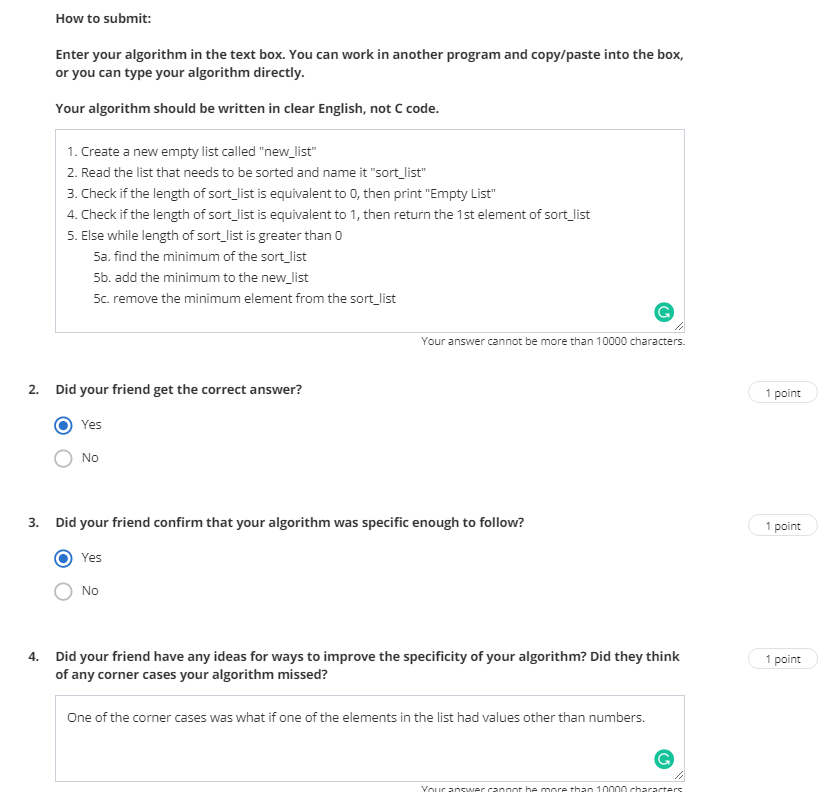 How to submit:
Enter your algorithm in the text box. You can work in another program and copy/paste into the box,
or you can type your algorithm directly.
Your algorithm should be written in clear English, not C code.
1. Create a new empty list called "new_list"
2. Read the list that needs to be sorted and name it "sort_list"
3. Check if the length of sort_list is equivalent to 0, then print "Empty List"
4. Check if the length of sort_list is equivalent to 1, then return the 1st element of sort_list
5. Else while length of sort_list is greater than 0
5a. find the minimum of the sort_list
5b. add the minimum to the new_list
5c. remove the minimum element from the sort_list
Your answer cannot be more than 10000 characters.
2. Did your friend get the correct answer?
1 point
Yes
No
3. Did your friend confirm that your algorithm was specific enough to follow?
1 point
Yes
No
4. Did your friend have any ideas for ways to improve the specificity of your algorithm? Did they think
1 point
of any corner cases your algorithm missed?
One of the corner cases was what if one of the elements in the list had values other than numbers.
Your answer cannot be more than 10000 characters.